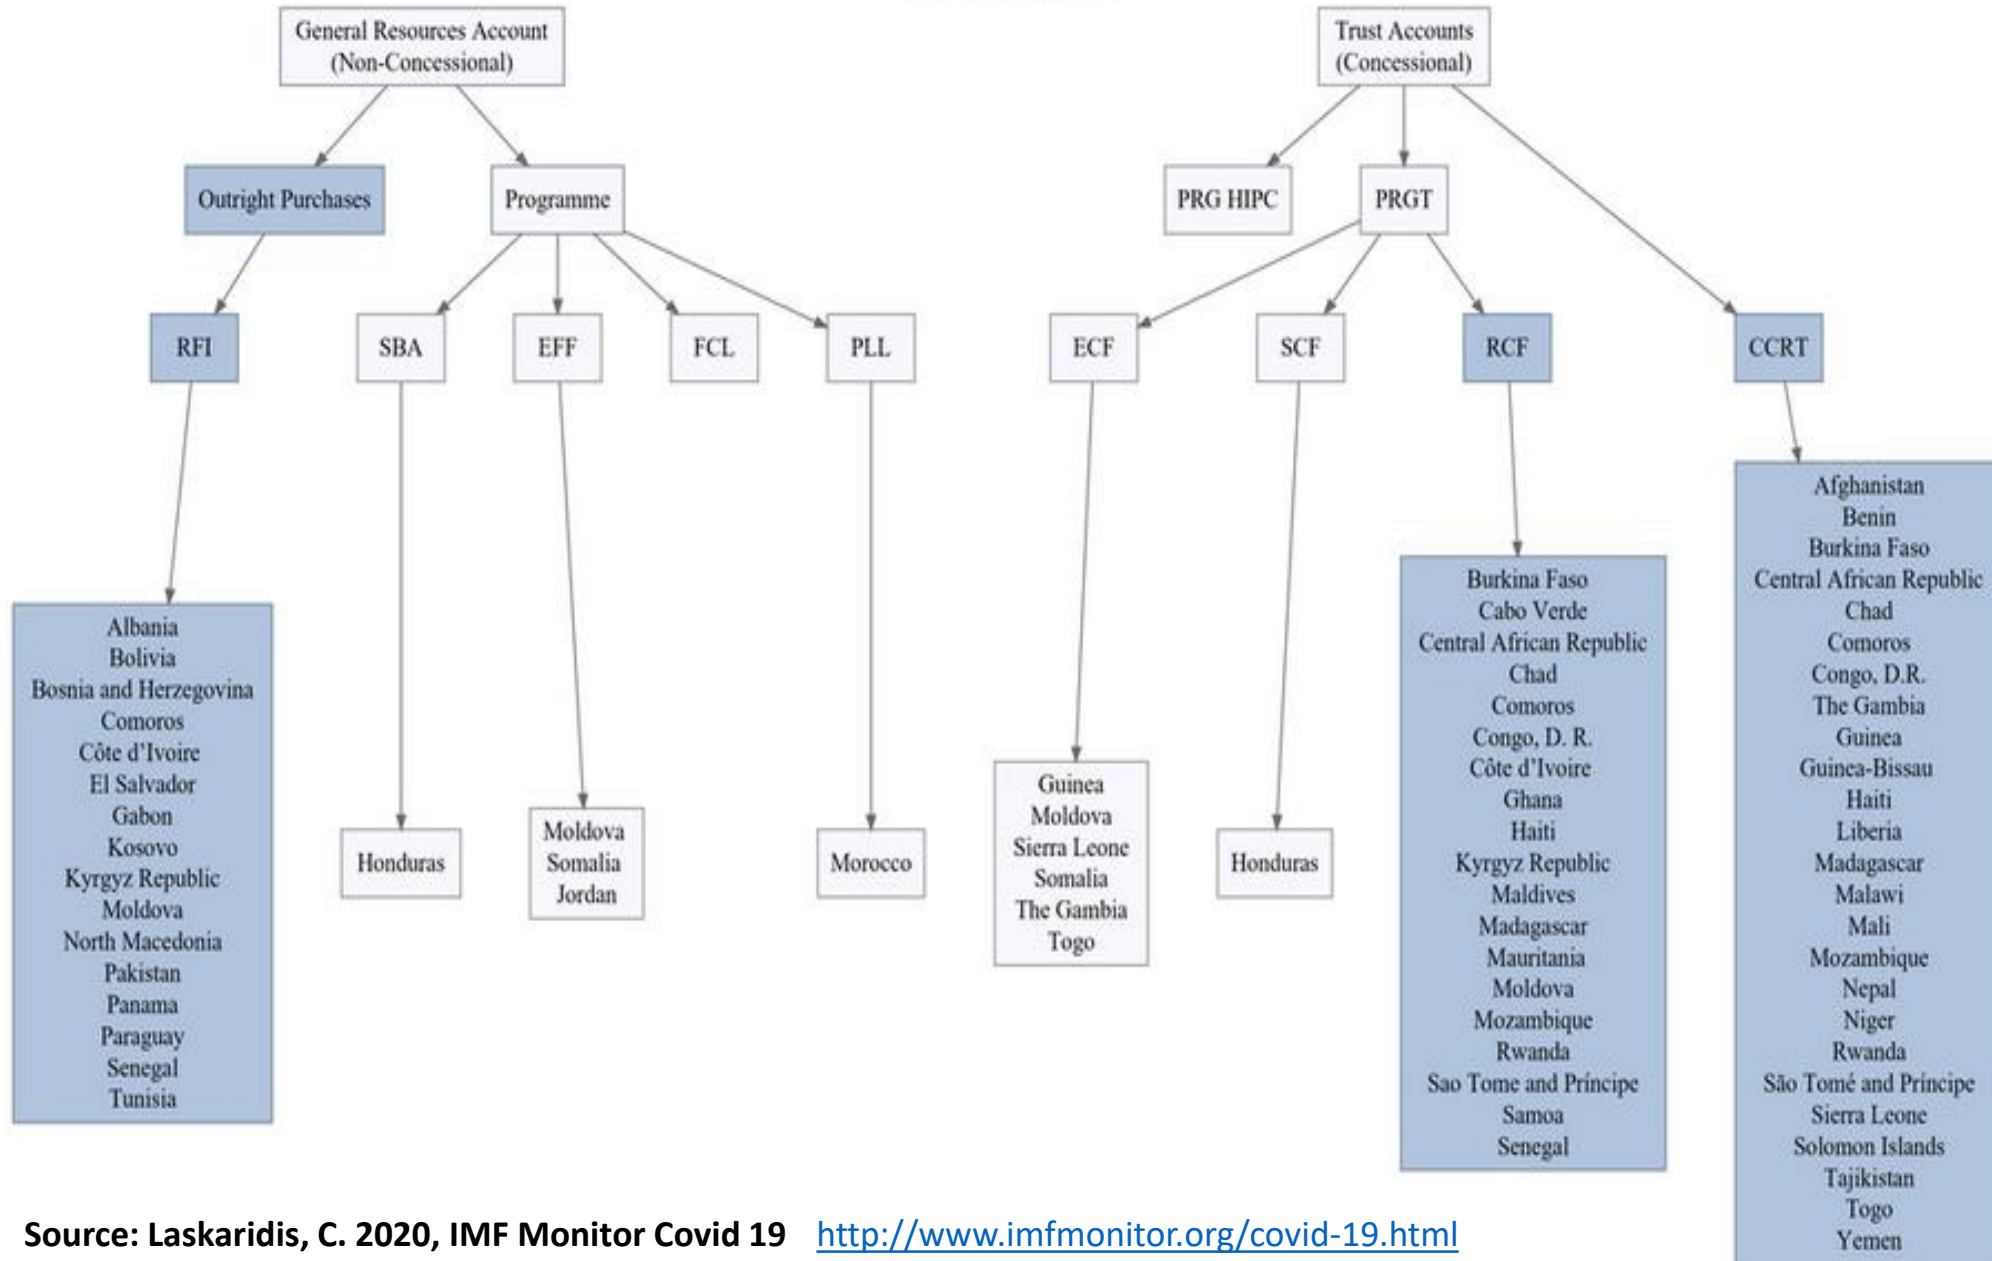 General Resources Account
(Non-Concessional)
Trust Accounts
(Concessional)
Outright Purchases
Programme
PRG HIPC
PRGT
RFI
SBA
EFF
FCL
PLL
ECF
SCF
RCF
CCRT
Albania
Bolivia
Bosnia and Herzegovina
Comoros
Côte d'Ivoire
El Salvador
Gabon
Kosovo
Kyrgyz Republic
Moldova
North Macedonia
Pakistan
Panama
Paraguay
Senegal
Tunisia
Honduras
Moldova
Somalia
Jordan
Morocco
Guinea
Moldova
Sierra Leone
Somalia
The Gambia
Togo
Honduras
Burkina Faso
Cabo Verde
Central African Republic
Chad
Comoros
Congo, D. R.
Côte d'Ivoire
Ghana
Haiti
Kyrgyz Republic
Maldives
Madagascar
Mauritania
Moldova
Mozambique
Rwanda
Sao Tome and Príncipe
Samoa
Senegal
Afghanistan
Benin
Burkina Faso
Central African Republic
Chad
Comoros
Congo, D.R.
The Gambia
Guinea
Guinea-Bissau
Haiti
Liberia
Madagascar
Malawi
Mali
Mozambique
Nepal
Niger
Rwanda
São Tomé and Príncipe
Sierra Leone
Solomon Islands
Tajikistan
Togo
Yemen
Source: Laskaridis, C. 2020, IMF Monitor Covid 19 http://www.imfmonitor.org/covid-19.html